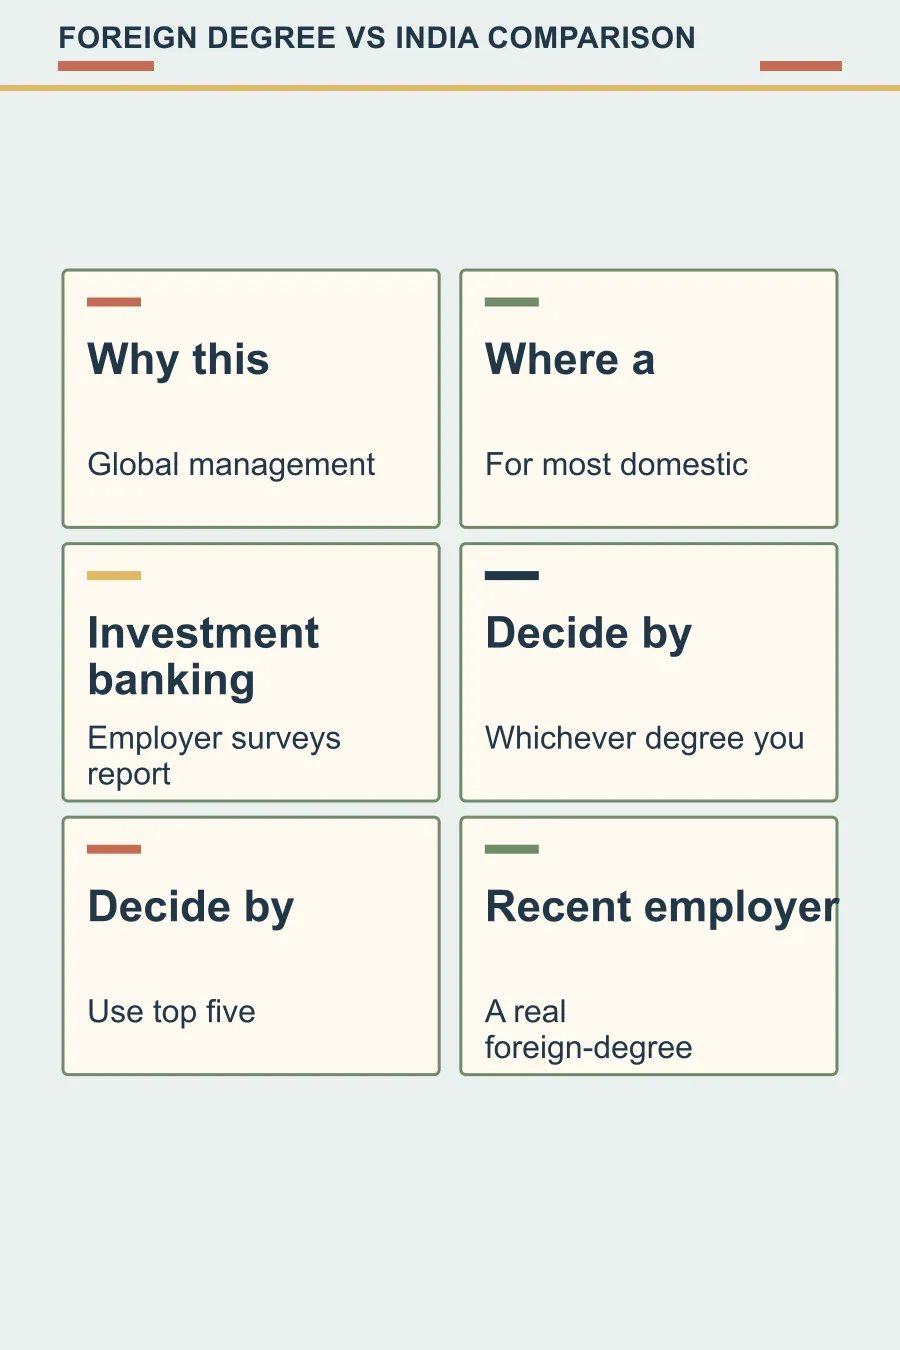 FOREIGN DEGREE VS INDIA COMPARISON
Why this
Global management
Where a
For most domestic
Investment
banking
Employer surveys
report
Decide by
Whichever degree you
Decide by
Use top five
Recent employer
A real
foreign-degree